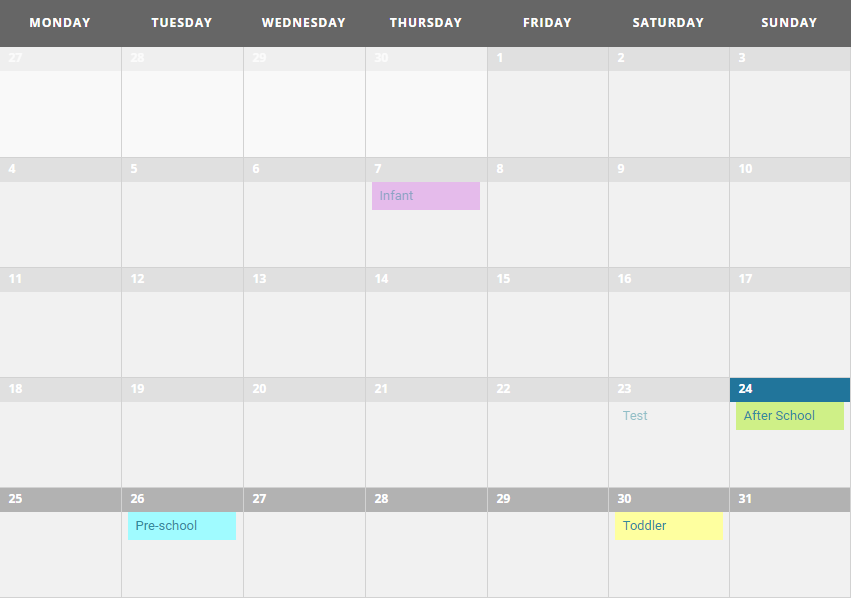 MONDAY TUESDAY WEDNESDAY THURSDAY FRIDAY SATURDAY SUNDAY
27 28 29 30 1 2 3
4 5 6 7 8 9 10
Infant
11 12 13 14 15 16 17
18 19 20 21 22 23 24
Test After School
25 26 27 28 29 30 31
Pre-school Toddler